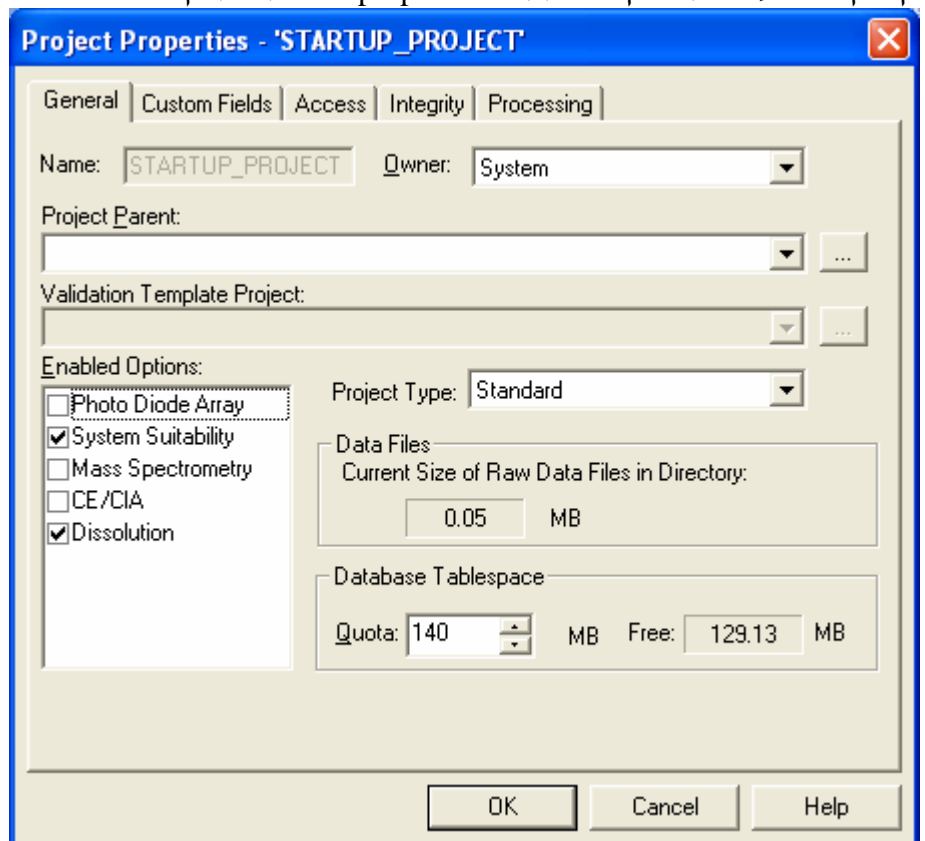 Project Properties - 'STARTUP_PROJECT'
General Custom Fields Access Integrity Processing
Name: STARTUP_PROJECT Owner: System
Project Parent:
...
Validation Template Project:
...
Enabled Options:
Photo Diode Array
System Suitability
Mass Spectrometry
CE/CIA
Dissolution
Project Type: Standard
Data Files
Current Size of Raw Data Files in Directory:
0.05 MB
Database Tablespace
Quota: 140 MB Free: 129.13 MB
OK Cancel Help